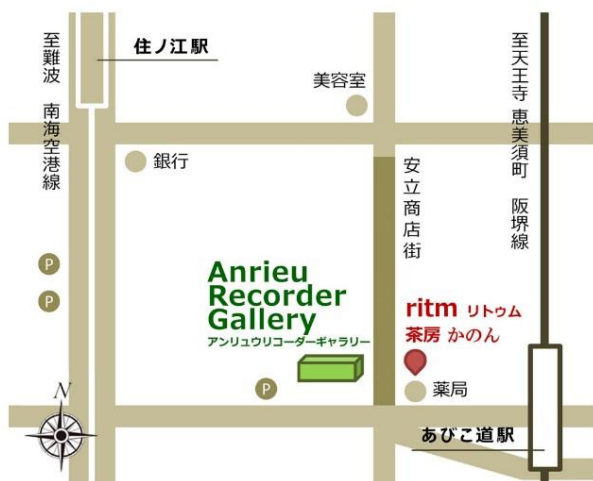 住ノ江駅
至難波 南海空港線
美容室
至天王寺 恵美須町 阪堺線
銀行
安立商店街
P
P
Anrieu
Recorder
Gallery
アンリュウリコーダーギャラリー
ritm リトゥム
茶房 かのん
P
薬局
N
あびこ道駅